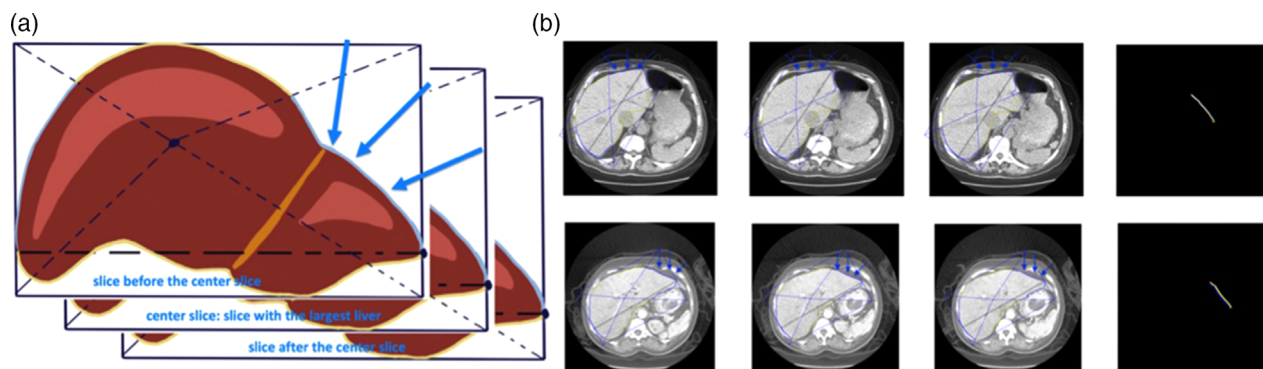 (a)
(b)
slice before the center slice
center slice: slice with the largest liver
slice after the center slice